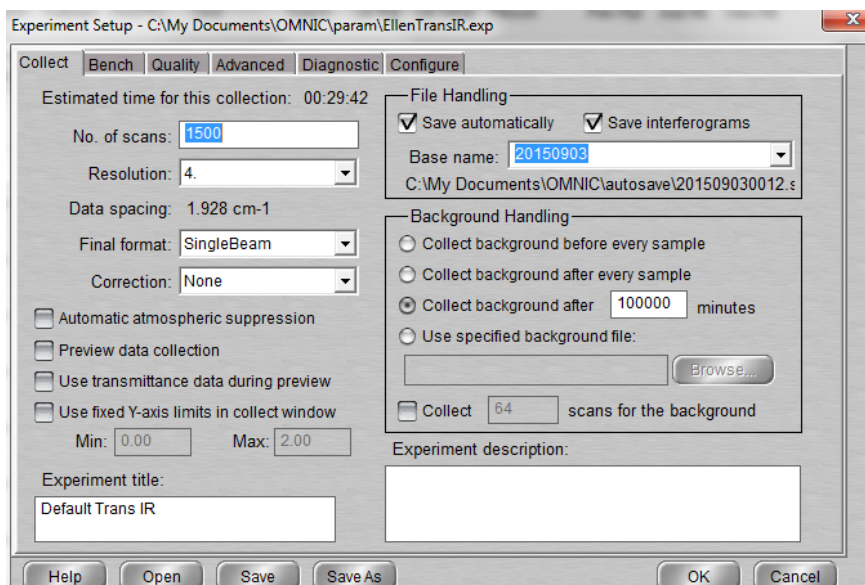 Experiment Setup - C:\My Documents\OMNIC\param\EllenTransIR.exp
Collect Bench Quality Advanced Diagnostic Configure
Estimated time for this collection: 00:29:42
No. of scans: 1500
Resolution: 4.
Data spacing: 1.928 cm-1
Final format: SingleBeam
Correction: None
Automatic atmospheric suppression
Preview data collection
Use transmittance data during preview
Use fixed Y-axis limits in collect window
Min: 0.00 Max: 2.00
Experiment title:
Default Trans IR
File Handling
Save automatically Save interferograms
Base name: 20150903
C:\My Documents\OMNIC\autosave\201509030012.s
Background Handling
Collect background before every sample
Collect background after every sample
Collect background after 100000 minutes
Use specified background file:
Browse...
Collect 64 scans for the background
Experiment description:
Help Open Save Save As OK Cancel